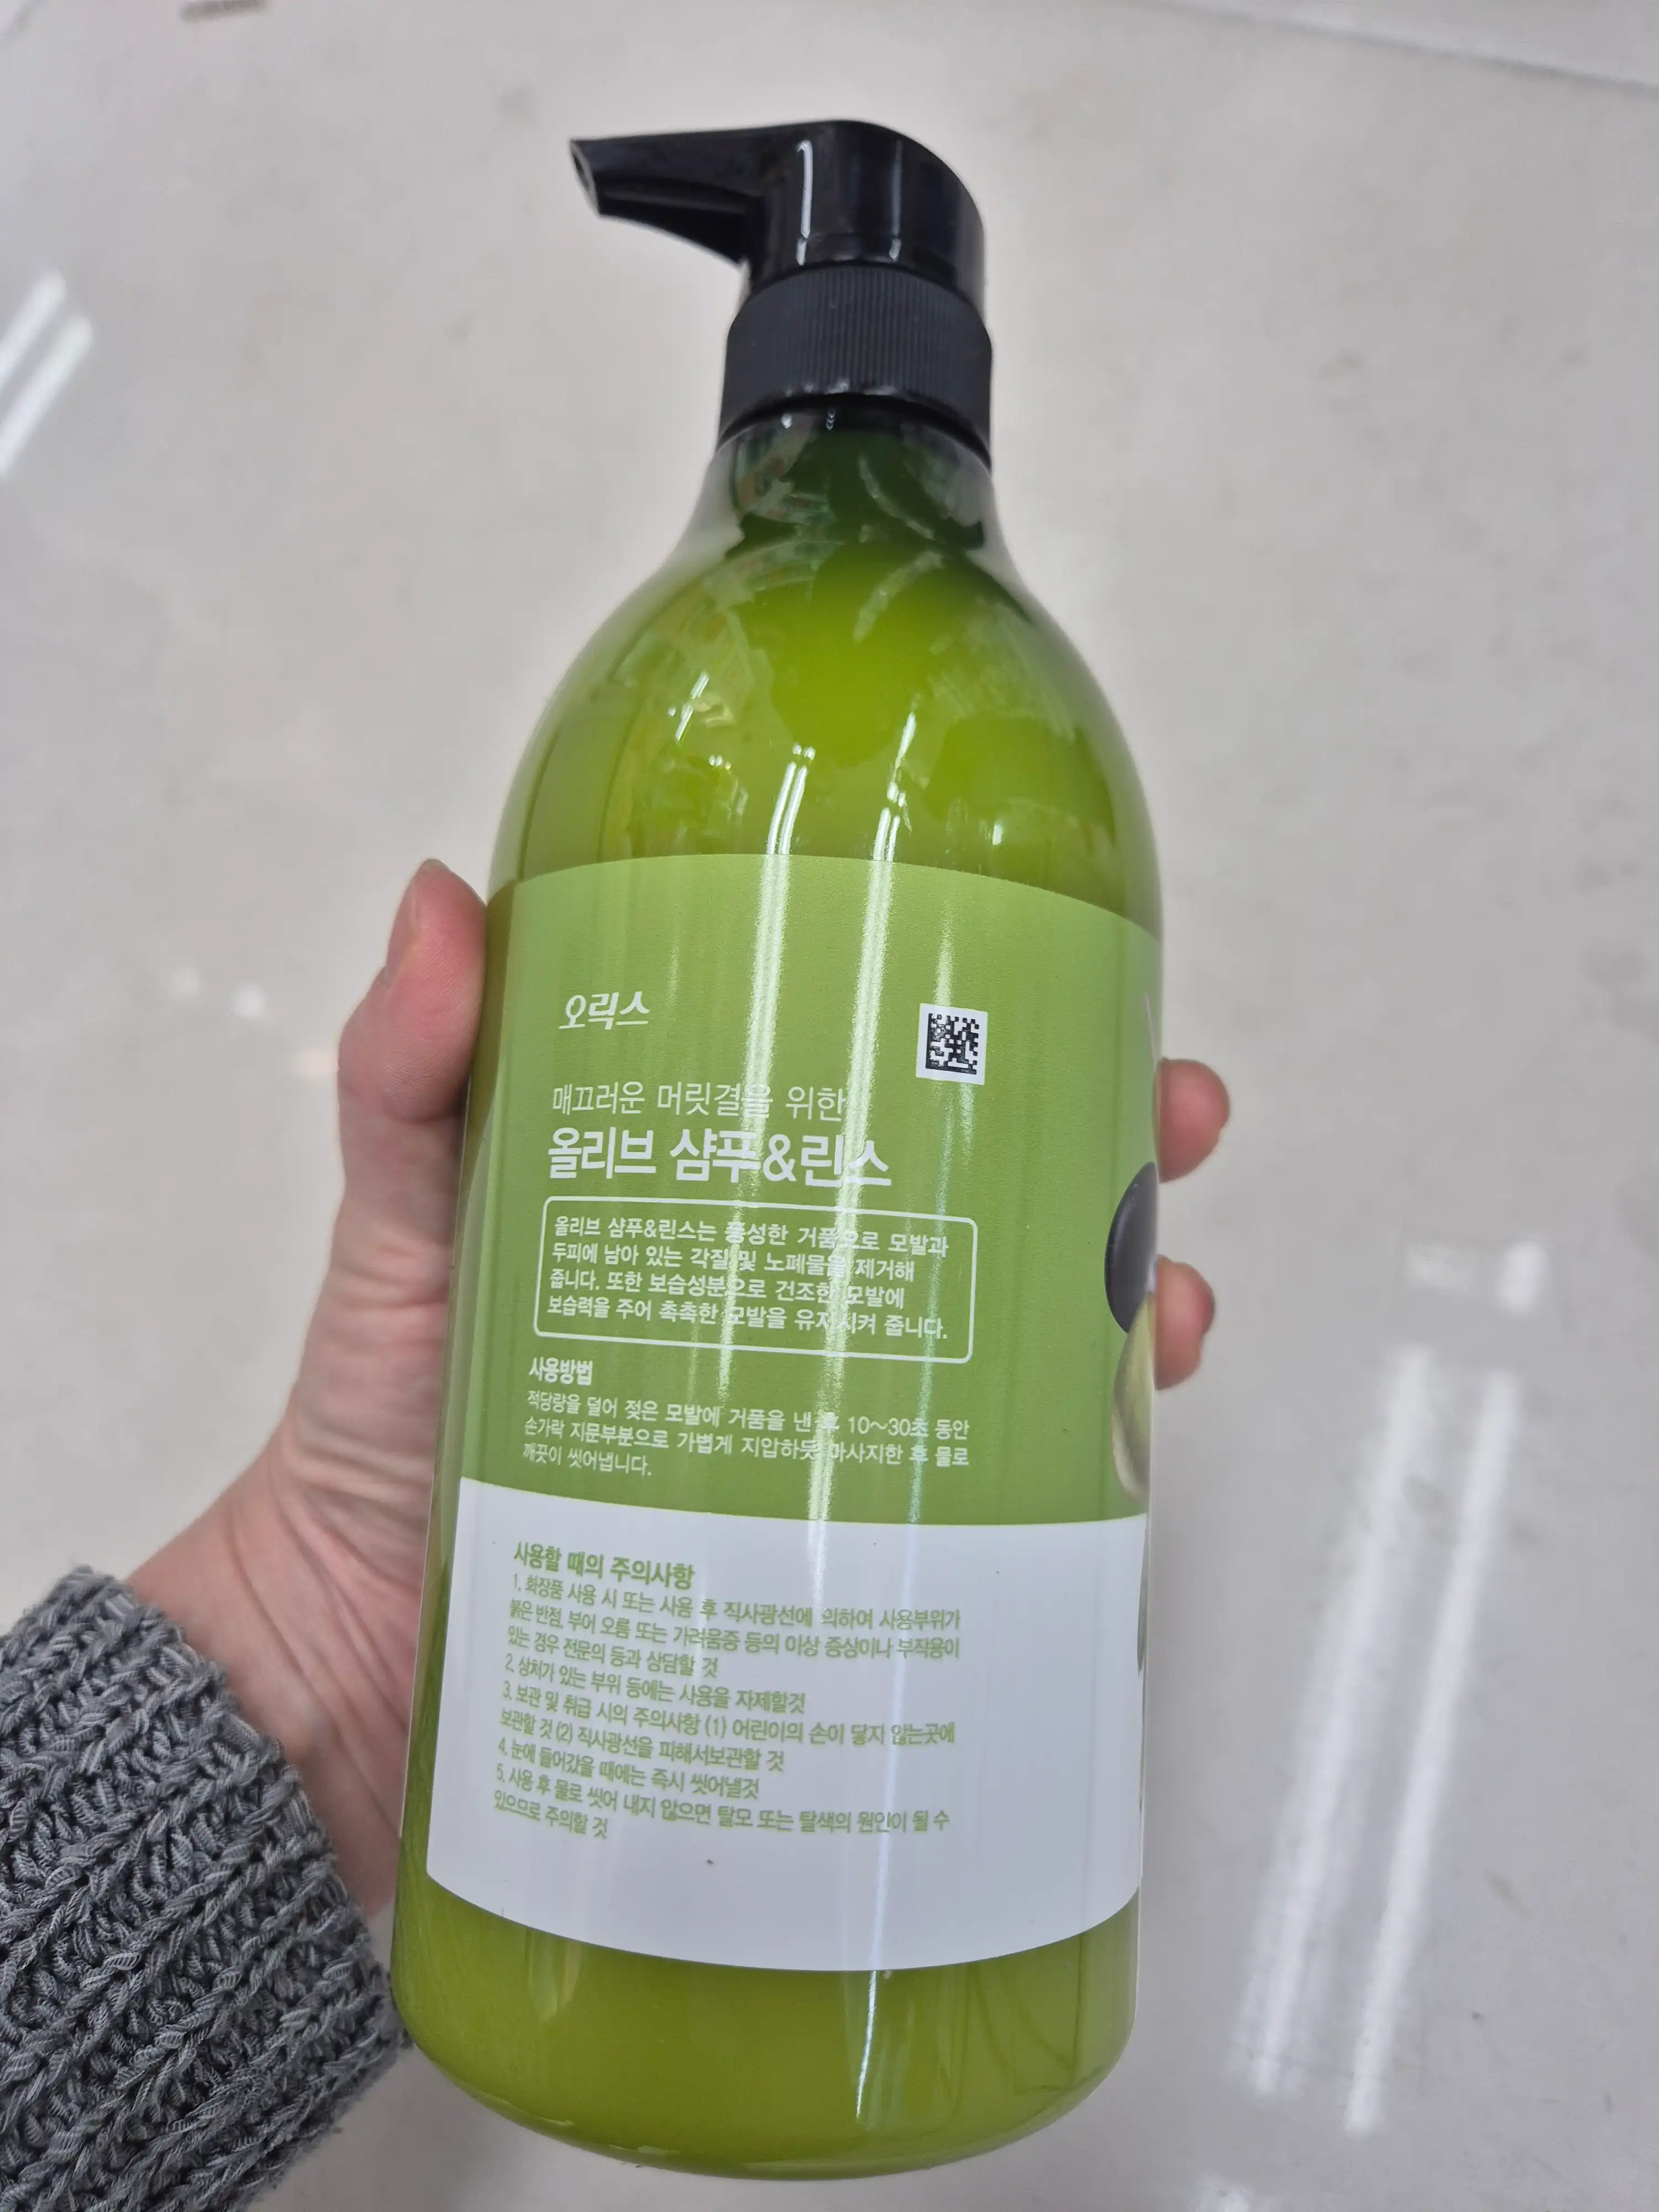 오릭스
매끄러운 머릿결을 위한
올리브 샴푸&린스
올리브 샴푸&린스는 풍성한 거품으로 모발과
두피에 남아 있는 각질 및 노폐물을 제거해
줍니다. 또한 보습성분으로 건조한 모발에
보습력을 주어 촉촉한 모발을 유지시켜 줍니다.
사용방법
적당량을 덜어 젖은 모발에 거품을 낸 후 10~30초 동안
손가락 지문부분으로 가볍게 지압하듯 마사지한 후 물로
깨끗이 씻어냅니다.
사용할 때의 주의사항
1. 화장품 사용 시 또는 사용 후 직사광선에 의하여 사용부위가
붉은 반점, 부어 오름 또는 가려움증 등의 이상 증상이나 부작용이
있는 경우 전문의 등과 상담할 것
2. 상처가 있는 부위 등에는 사용을 자제할것
3. 보관 및 취급 시의 주의사항 (1) 어린이의 손이 닿지 않는곳에
보관할 것 (2) 직사광선을 피해서보관할 것
4. 눈에 들어갔을 때에는 즉시 씻어낼것
5. 사용 후 물로 씻어 내지 않으면 탈모 또는 탈색의 원인이 될 수
있으므로 주의할 것